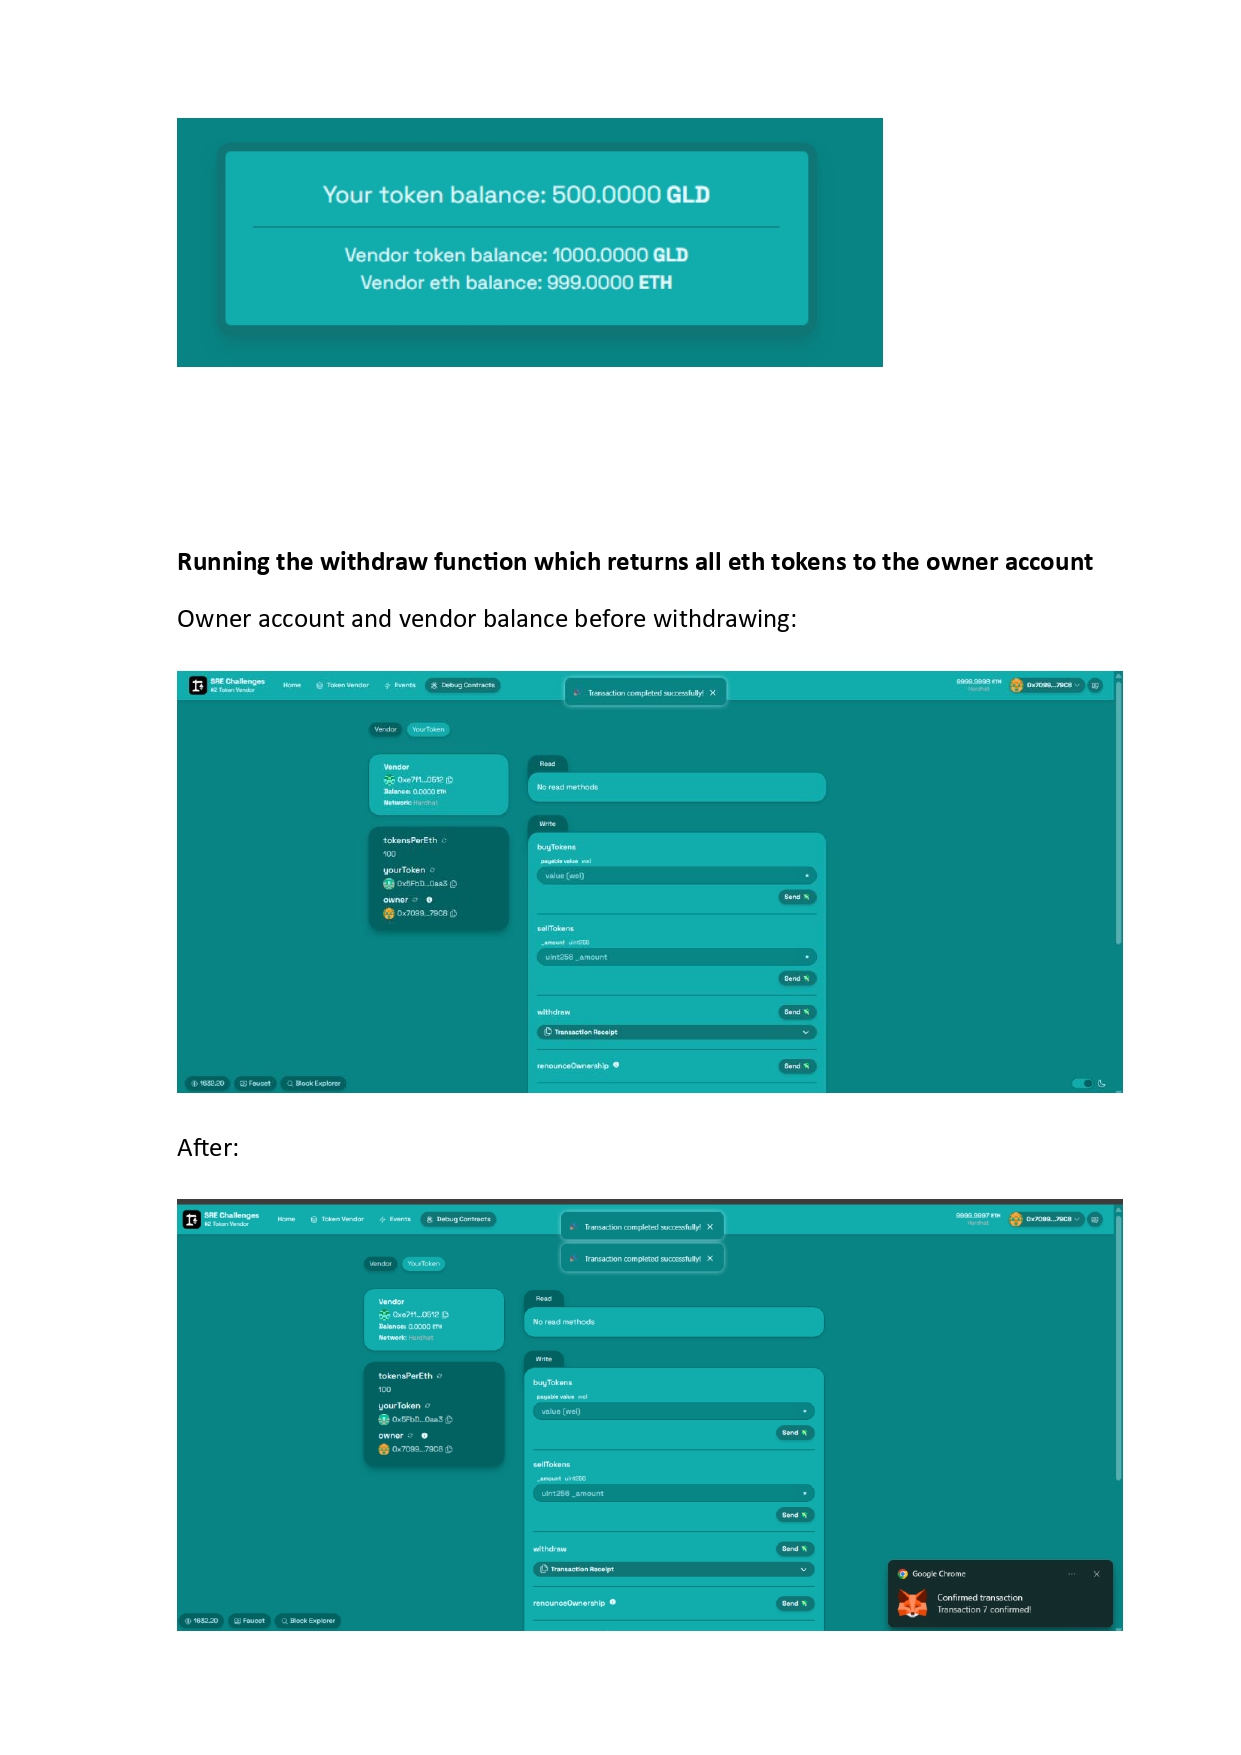 Your token balance: 500.0000 GLD
Vendor token balance: 1000.0000 GLD
Vendor eth balance: 999.0000 ETH
Running the withdraw function which returns all eth tokens to the owner account
Owner account and vendor balance before withdrawing:
SRE Challenges
#2 Token Vendor
Home
Token Vendor
Events
Debug Contracts
Transaction completed successfully!
9999.9998 ETH
Hardhat
0x7099...79C8
Vendor
YourToken
Vendor
0xe7f1...0512
Balance: 0.0000 ETH
Network: Hardhat
tokensPerEth
100
yourToken
0x5FbD...0aa3
owner
0x7099...79C8
Read
No read methods
Write
buyTokens
payable value wei
value (wei)
Send
sellTokens
_amount uint256
uint256 _amount
Send
withdraw
Send
Transaction Receipt
renounceOwnership
Send
1632.20
Faucet
Block Explorer
After:
SRE Challenges
#2 Token Vendor
Home
Token Vendor
Events
Debug Contracts
Transaction completed successfully!
Transaction completed successfully!
9999.9997 ETH
Hardhat
0x7099...79C8
Vendor
YourToken
Vendor
0xe7f1...0512
Balance: 0.0000 ETH
Network: Hardhat
tokensPerEth
100
yourToken
0x5FbD...0aa3
owner
0x7099...79C8
Read
No read methods
Write
buyTokens
payable value wei
value (wei)
Send
sellTokens
_amount uint256
uint256 _amount
Send
withdraw
Send
Transaction Receipt
renounceOwnership
Send
Google Chrome
Confirmed transaction
Transaction 7 confirmed!
1632.20
Faucet
Block Explorer